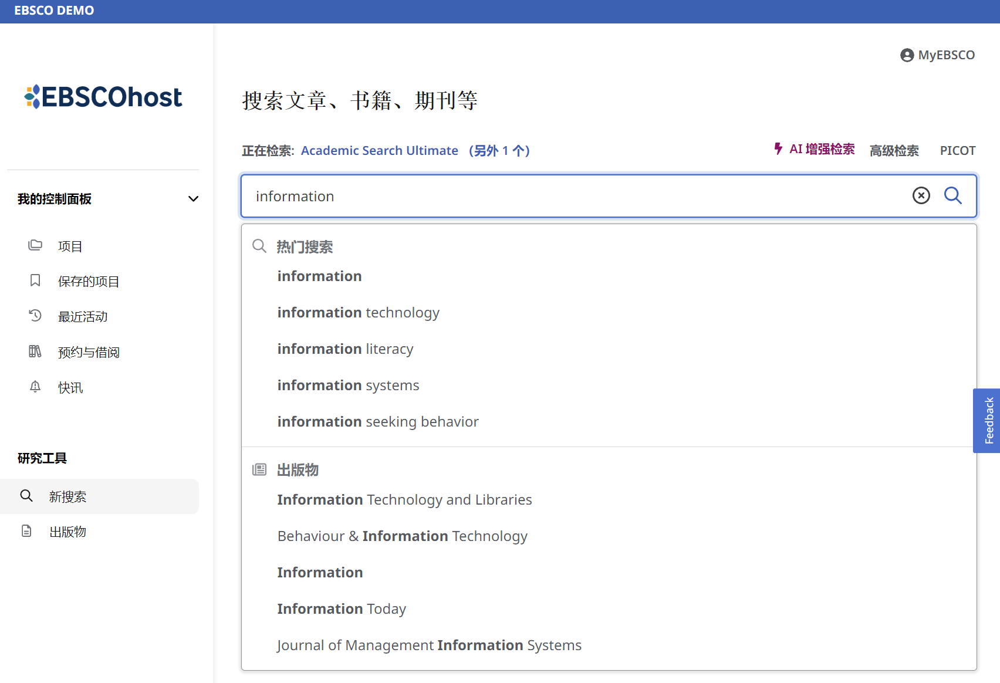 EBSCO DEMO
MyEBSCO
EBSCOhost
搜索文章、书籍、期刊等
正在检索: Academic Search Ultimate (另外 1 个)
AI 增强检索 高级检索 PICOT
information
我的控制面板
项目
保存的项目
最近活动
预约与借阅
快讯
研究工具
新搜索
出版物
热门搜索
information
information technology
information literacy
information systems
information seeking behavior
出版物
Information Technology and Libraries
Behaviour & Information Technology
Information
Information Today
Journal of Management Information Systems
Feedback